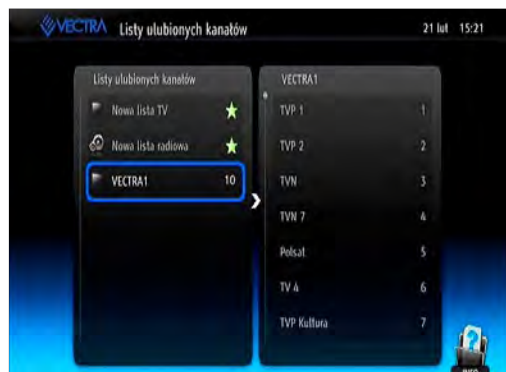 VECTRA Listy ulubionych kanałów 21 lut 15:21
Listy ulubionych kanałów
Nowa lista TV
Nowa lista radiowa
VECTRA1 10
VECTRA1
TVP 1 1
TVP 2 2
TVN 3
TVN 7 4
Polsat 5
TV 4 6
TVP Kultura 7
?
INFO